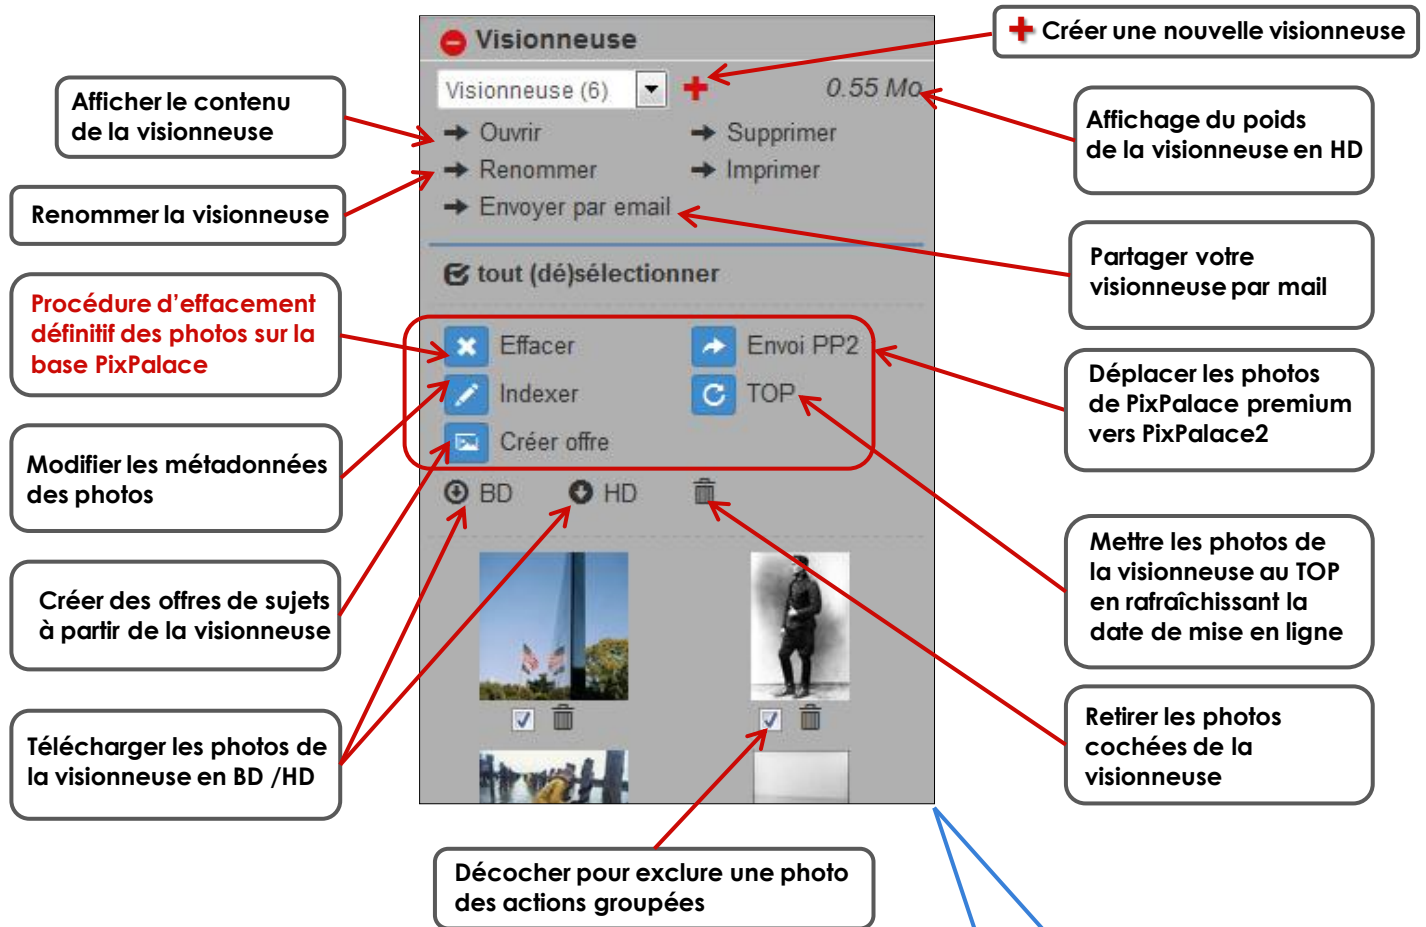 Visionneuse
Créer une nouvelle visionneuse
Visionneuse (6)
0.55 Mo
Afficher le contenu
de la visionneuse
Ouvrir
Supprimer
Affichage du poids
de la visionneuse en HD
Renommer
Imprimer
Renommer la visionneuse
Envoyer par email
Partager votre
visionneuse par mail
tout (dé)sélectionner
Procédure d'effacement
définitif des photos sur la
base PixPalace
Effacer
Envoi PP2
Indexer
TOP
Créer offre
Déplacer les photos
de PixPalace premium
vers PixPalace2
Modifier les métadonnées
des photos
BD
HD
Mettre les photos de
la visionneuse au TOP
en rafraîchissant la
date de mise en ligne
Créer des offres de sujets
à partir de la visionneuse
Télécharger les photos de
la visionneuse en BD /HD
Retirer les photos
cochées de la
visionneuse
Décocher pour exclure une photo
des actions groupées